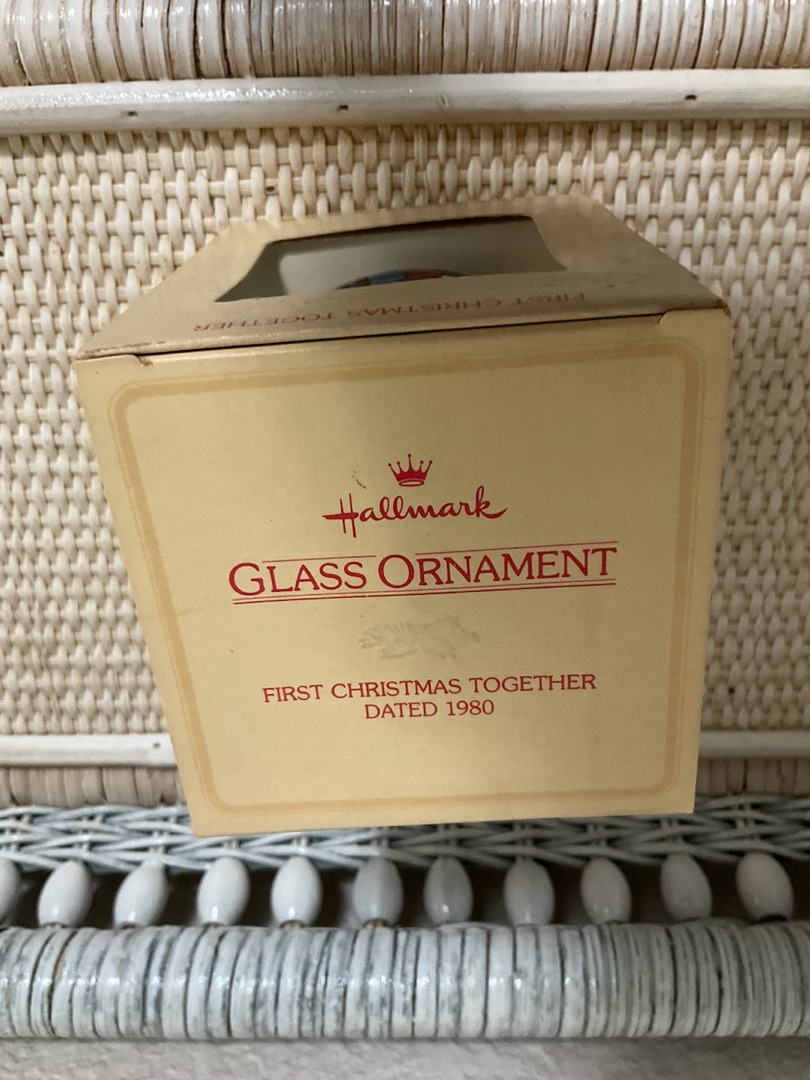 FIRST CHRISTMAS TOGETHER
Hallmark
GLASS ORNAMENT
FIRST CHRISTMAS TOGETHER
DATED 1980